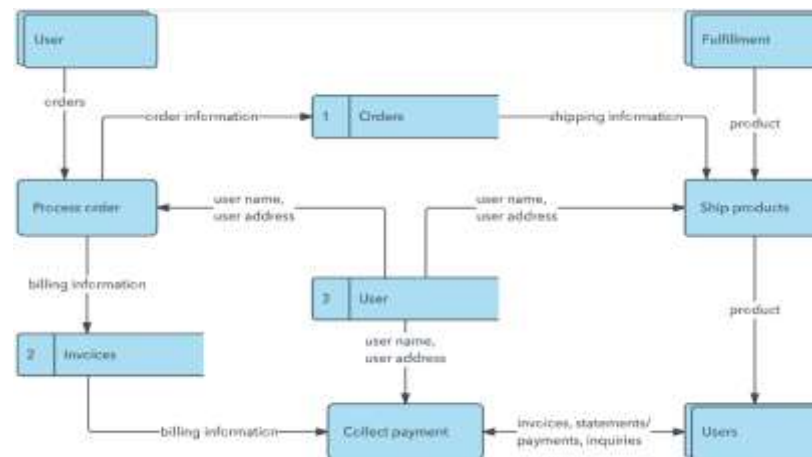 User
Fulfillment
orders
order information
1
Orders
shipping information
product
Process order
user name,
user address
user name,
user address
Ship products
billing information
3
User
product
2
Invoices
user name,
user address
billing information
Collect payment
invoices, statements/
payments, inquiries
Users